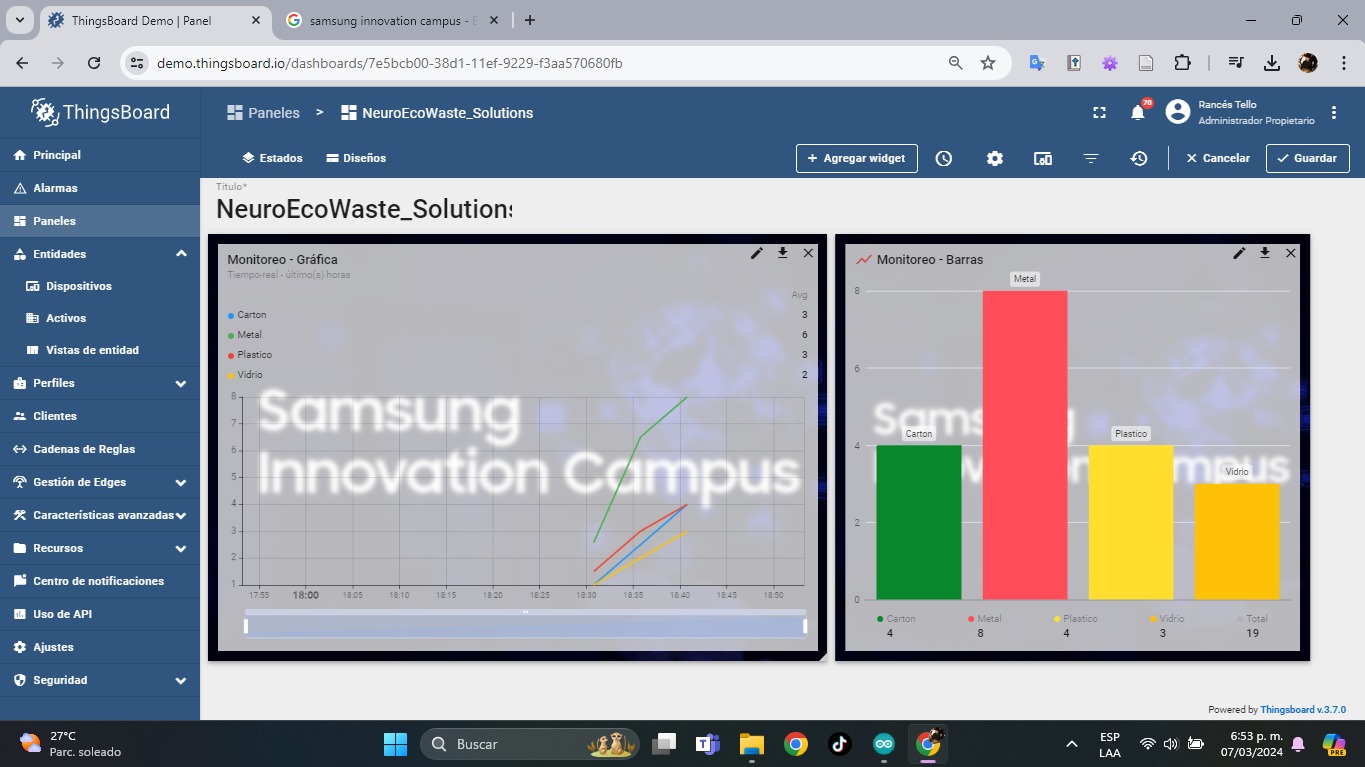 ThingsBoard Demo | Panel
samsung innovation campus -
demo.thingsboard.io/dashboards/7e5bcb00-38d1-11ef-9229-f3aa570680fb
ThingsBoard
Paneles > NeuroEcoWaste_Solutions
70
Rancés Tello
Administrador Propietario
Estados
Diseños
+ Agregar widget
Cancelar
Guardar
Principal
Alarmas
Paneles
Entidades
Dispositivos
Activos
Vistas de entidad
Perfiles
Clientes
Cadenas de Reglas
Gestión de Edges
Características avanzadas
Recursos
Centro de notificaciones
Uso de API
Ajustes
Seguridad
Título*
NeuroEcoWaste_Solutions
Monitoreo - Gráfica
Tiempo-real - último(s) horas
Avg
Carton 3
Metal 6
Plastico 3
Vidrio 2
Samsung
Innovation Campus
8
7
6
5
4
3
2
1
17:55 18:00 18:05 18:10 18:15 18:20 18:25 18:30 18:35 18:40 18:45 18:50
Monitoreo - Barras
8
6
4
2
0
Metal
Carton
Plastico
Vidrio
Carton Metal Plastico Vidrio Total
4 8 4 3 19
Powered by Thingsboard v.3.7.0
27°C
Parc. soleado
Buscar
ESP
LAA
6:53 p. m.
07/03/2024
PRE